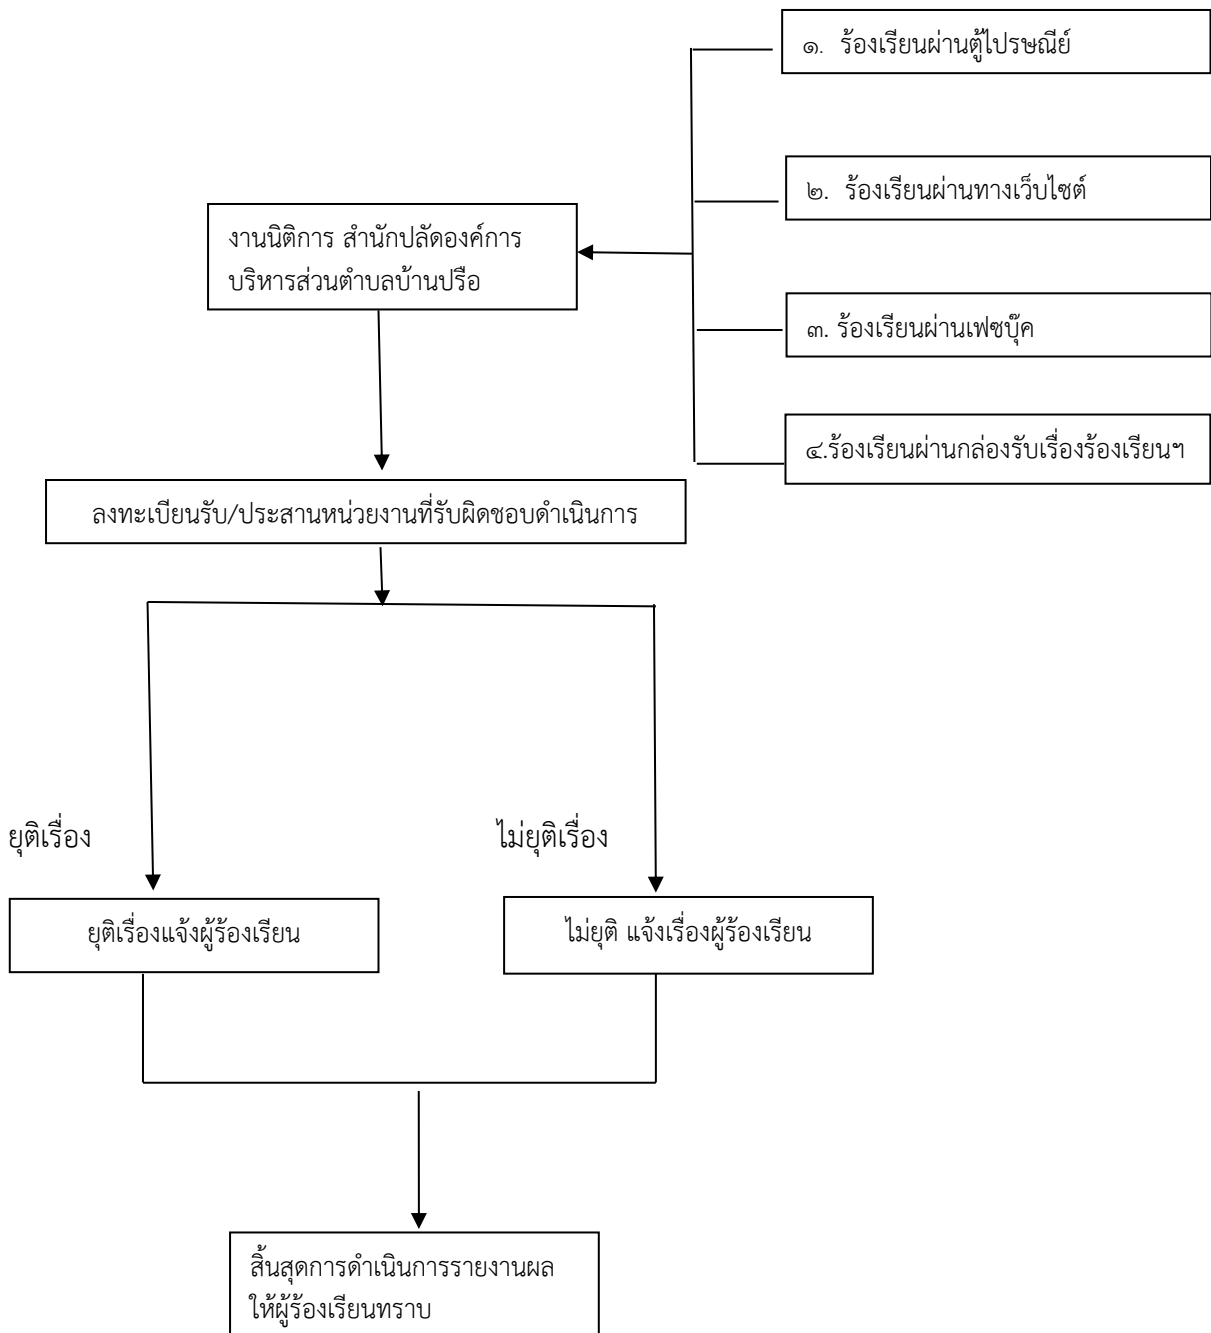 ๑. ร้องเรียนผ่านตู้ไปรษณีย์
๒. ร้องเรียนผ่านทางเว็บไซต์
งานนิติการ สำนักปลัดองค์การ
บริหารส่วนตำบลบ้านปรือ
๓. ร้องเรียนผ่านเฟซบุ๊ค
๔.ร้องเรียนผ่านกล่องรับเรื่องร้องเรียนฯ
ลงทะเบียนรับ/ประสานหน่วยงานที่รับผิดชอบดำเนินการ
ยุติเรื่อง
ไม่ยุติเรื่อง
ยุติเรื่องแจ้งผู้ร้องเรียน
ไม่ยุติ แจ้งเรื่องผู้ร้องเรียน
สิ้นสุดการดำเนินการรายงานผล
ให้ผู้ร้องเรียนทราบ